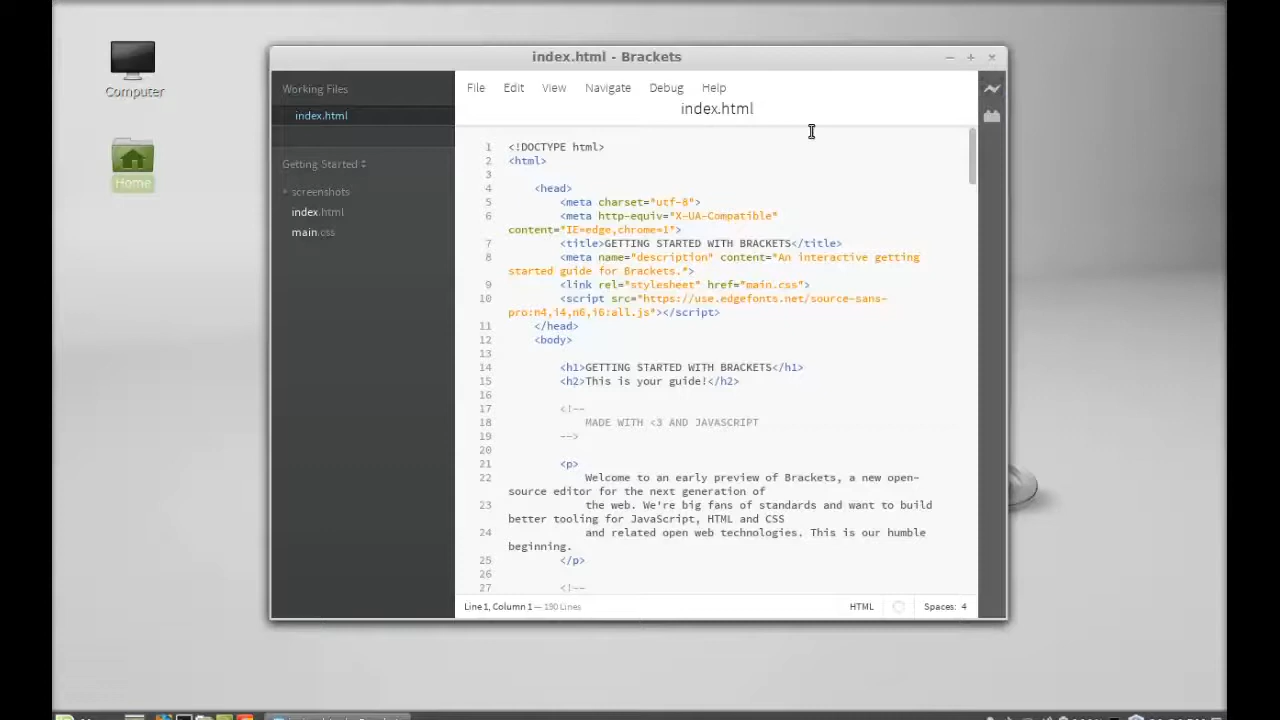 index.html - Brackets
Computer
Home
Working Files
index.html
Getting Started
screenshots
index.html
main.css
File Edit View Navigate Debug Help
index.html
1 <!DOCTYPE html>
2 <html>
3
4 <head>
5 <meta charset="utf-8">
6 <meta http-equiv="X-UA-Compatible"
content="IE=edge,chrome=1">
7 <title>GETTING STARTED WITH BRACKETS</title>
8 <meta name="description" content="An interactive getting
started guide for Brackets.">
9 <link rel="stylesheet" href="main.css">
10 <script src="https://use.edgefonts.net/source-sans-
pro:n4,i4,n6,i6:all.js"></script>
11 </head>
12 <body>
13
14 <h1>GETTING STARTED WITH BRACKETS</h1>
15 <h2>This is your guide!</h2>
16
17 <!--
18 MADE WITH <3 AND JAVASCRIPT
19 -->
20
21 <p>
22 Welcome to an early preview of Brackets, a new open-
source editor for the next generation of
23 the web. We're big fans of standards and want to build
better tooling for JavaScript, HTML and CSS
24 and related open web technologies. This is our humble
beginning.
25 </p>
26
27 <!--
Line 1, Column 1 — 190 Lines
HTML
Spaces: 4